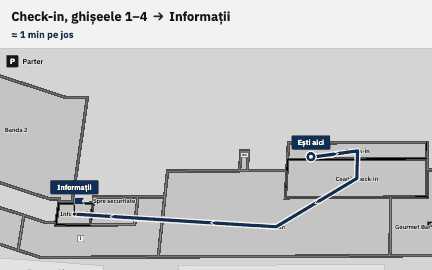 Check-in, ghișeele 1–4 → Informații
≈ 1 min pe jos
P Parter
Banda 2
Ești aici
Informații
Spre securitate
Gourmet Bar